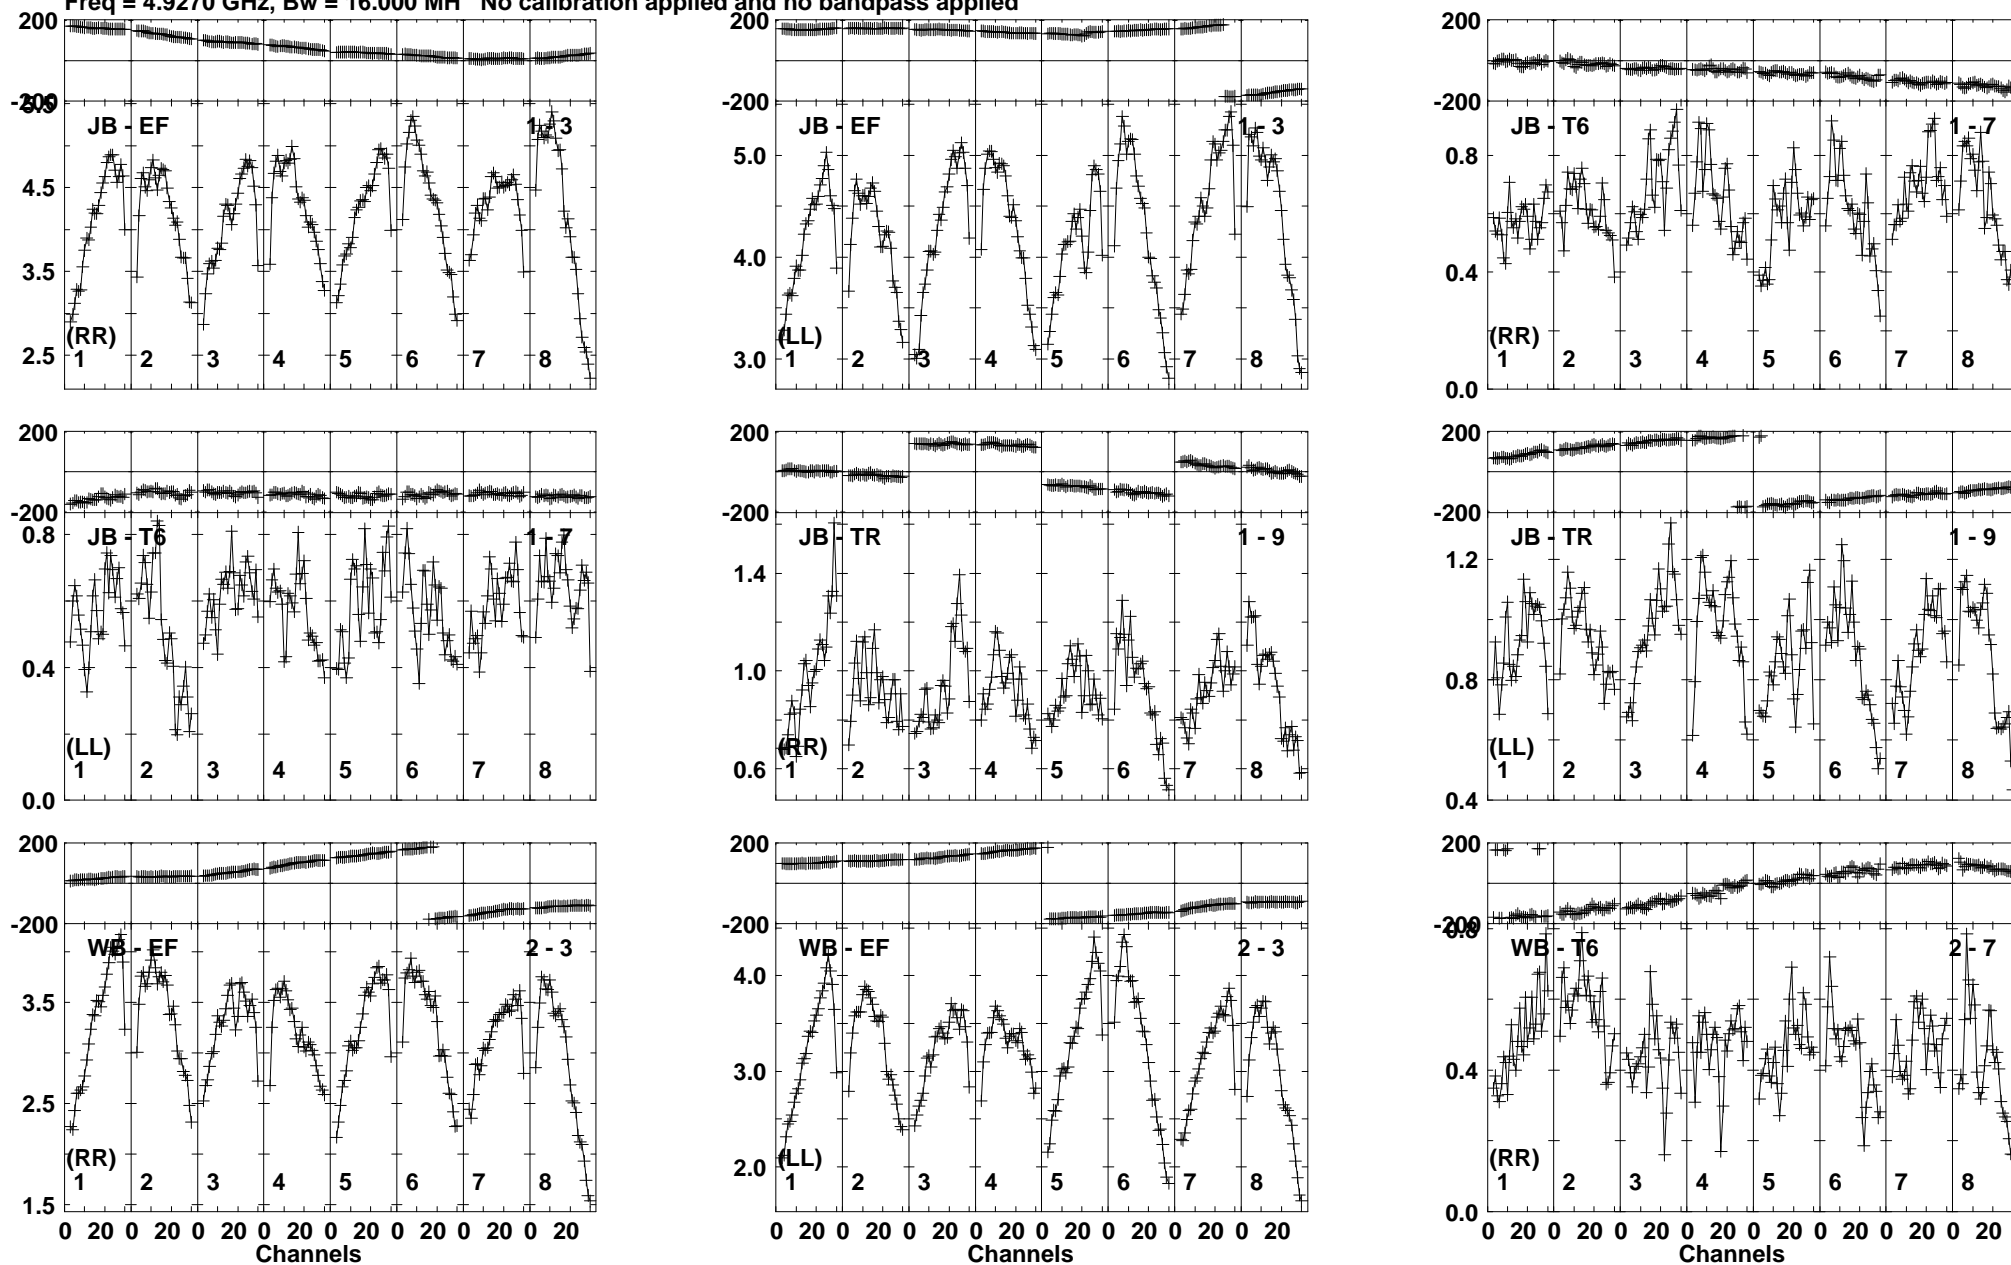 Freq = 4.9270 GHz, Bw = 16.000 MH No calibration applied and no bandpass applied
200 200 200
-200 -200 -200
5.5
JB - EF 1 - 3 JB - EF 1 - 3 JB - T6 1 - 7
5.0 0.8
4.5
4.0 0.4
3.5
(RR) (LL) (RR)
2.5 3.0
1 2 3 4 5 6 7 8 1 2 3 4 5 6 7 8 1 2 3 4 5 6 7 8
0.0
200 200 200
-200 -200 -200
JB - T6 1 - 7 JB - TR 1 - 9 JB - TR 1 - 9
0.8 1.4 1.2
0.4 1.0 0.8
(LL) (RR) (LL)
1 2 3 4 5 6 7 8 0.6 1 2 3 4 5 6 7 8 1 2 3 4 5 6 7 8
0.0 0.4
200 200 200
-200 -200 -200
0.8
WB - EF 2 - 3 WB - EF 2 - 3 WB - T6 2 - 7
3.5 4.0
2.5 3.0 0.4
(RR) (LL) (RR)
2.0
1 2 3 4 5 6 7 8 1 2 3 4 5 6 7 8 1 2 3 4 5 6 7 8
1.5 0.0
0 20 0 20 0 20 0 20 0 20 0 20 0 20 0 20 0 20 0 20 0 20 0 20 0 20 0 20 0 20 0 20 0 20 0 20 0 20 0 20 0 20 0 20 0 20 0 20
Channels Channels Channels